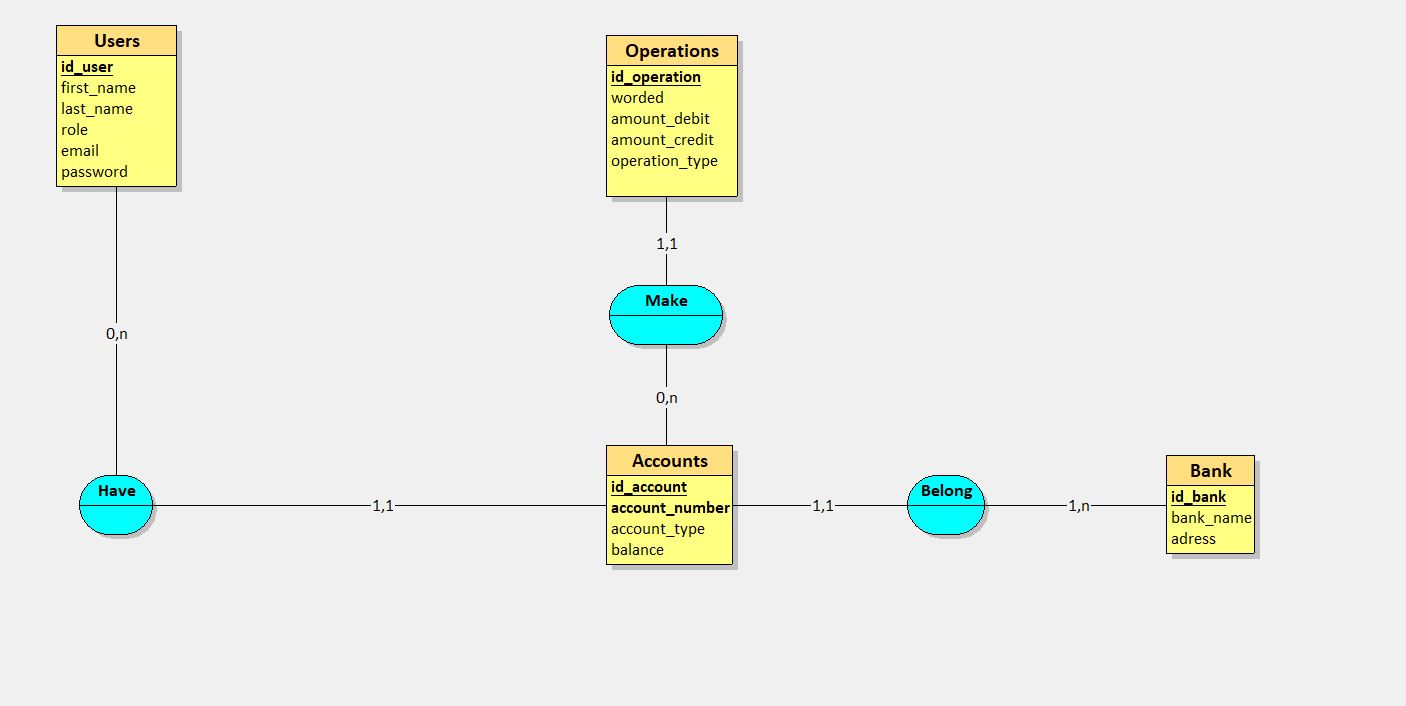 Users
id_user
first_name
last_name
role
email
password
0,n
Have
1,1
Operations
id_operation
worded
amount_debit
amount_credit
operation_type
1,1
Make
0,n
Accounts
id_account
account_number
account_type
balance
1,1
Belong
1,n
Bank
id_bank
bank_name
adress